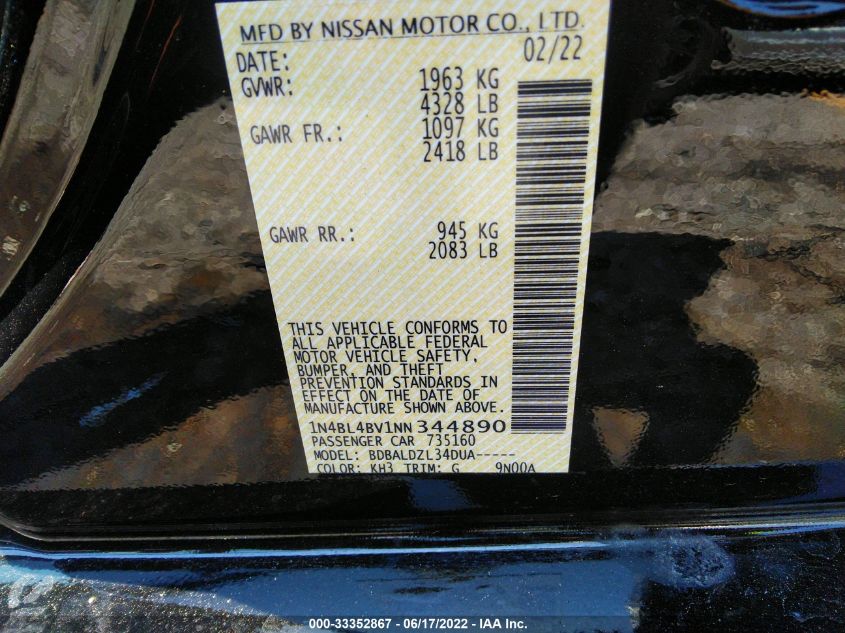 MFD BY NISSAN MOTOR CO., LTD.
DATE: 02/22
GVWR: 1963 KG
4328 LB
GAWR FR.: 1097 KG
2418 LB
GAWR RR.: 945 KG
2083 LB
THIS VEHICLE CONFORMS TO
ALL APPLICABLE FEDERAL
MOTOR VEHICLE SAFETY,
BUMPER, AND THEFT
PREVENTION STANDARDS IN
EFFECT ON THE DATE OF
MANUFACTURE SHOWN ABOVE.
1N4BL4BV1NN344890
PASSENGER CAR 735160
MODEL: BDBALDZL34DUA-----
COLOR: KH3 TRIM: G 9N00A
000-33352867 - 06/17/2022 - IAA Inc.